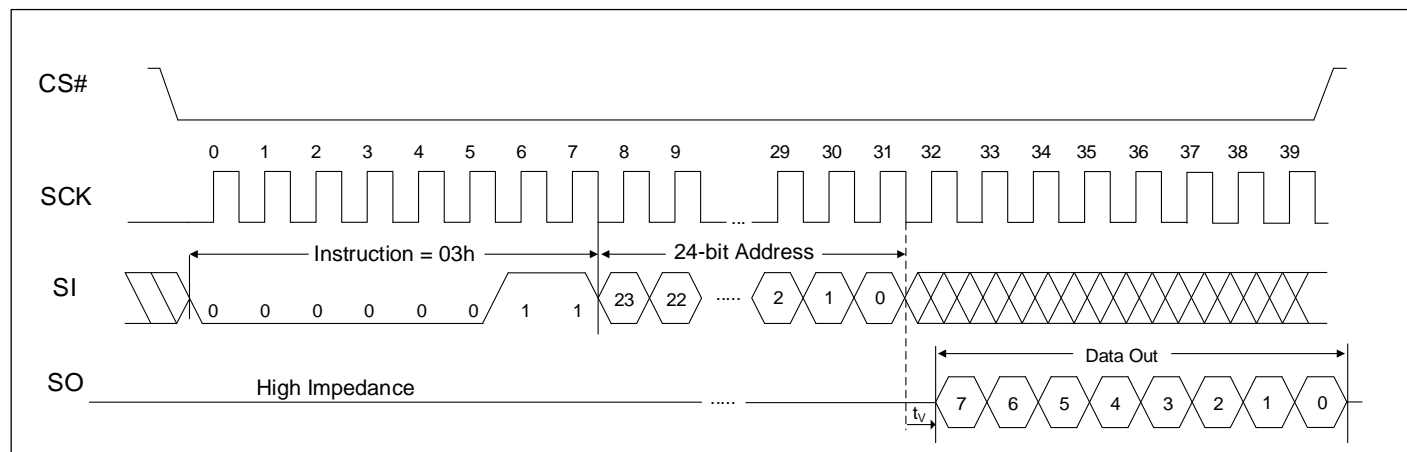 CS#
0 1 2 3 4 5 6 7 8 9 29 30 31 32 33 34 35 36 37 38 39
SCK ...
Instruction = 03h 24-bit Address
SI 0 0 0 0 0 0 1 1 23 22 ..... 2 1 0
Data Out
SO High Impedance ..... tV 7 6 5 4 3 2 1 0